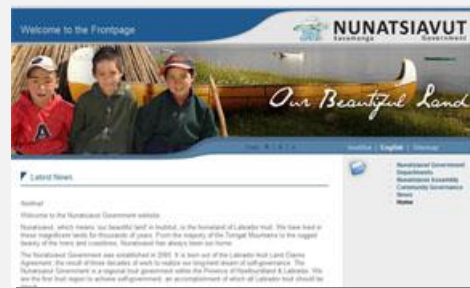 Welcome to the Frontpage
NUNATSIAVUT
Kavamanga Government
Our Beautiful Land
Inuttitut | English | Sitemap
Latest News
Nunatsiavut Government
Departments
Nunatsiavut Assembly
Community Governance
News
Home
Welcome to the Nunatsiavut Government website.
Nunatsiavut, which means 'our beautiful land' in Inuttitut, is the homeland of Labrador Inuit. We have lived in
these magnificent lands for thousands of years. From the majesty of the Torngat Mountains to the rugged
beauty of the rivers and coastlines, Nunatsiavut has always been our home.
The Nunatsiavut Government was established in 2005. It is born out of the Labrador Inuit Land Claims
Agreement, the result of three decades of work to realize our long-held dream of self-governance. The
Nunatsiavut Government is a regional Inuit government within the Province of Newfoundland & Labrador. We
are the first Inuit region to achieve self-government, an accomplishment of which all Labrador Inuit should be